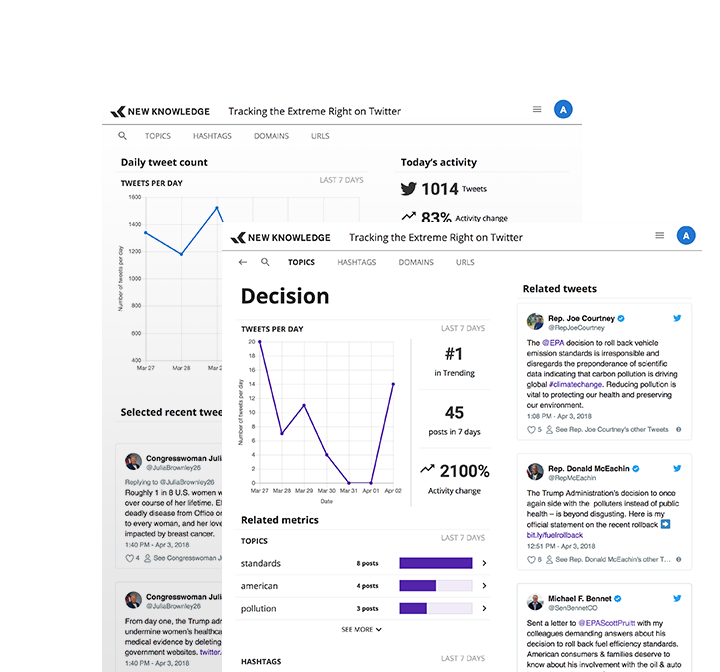 NEW KNOWLEDGE Tracking the Extreme Right on Twitter A
TOPICS HASHTAGS DOMAINS URLS
Daily tweet count
TWEETS PER DAY LAST 7 DAYS
1600
1400
1200
1000
800
600
400
Number of tweets per day
Mar 27 Mar 28 Mar 2
Today's activity
1014 Tweets
83% Activity change
Selected recent twee
Congresswoman Julia
@JuliaBrownley26
Replying to @JuliaBrownley26
Roughly 1 in 8 U.S. women w
over course of her lifetime. E
deadly disease from Office or
to every woman, and her love
impacted by breast cancer.
1:40 PM - Apr 3, 2018
4 See Congresswoman J
Congresswoman Julia
@JuliaBrownley26
From day one, the Trump adr
undermine women's healthca
medical evidence by deleting
government websites. twitter.
1:40 PM - Apr 3, 2018
NEW KNOWLEDGE Tracking the Extreme Right on Twitter A
TOPICS HASHTAGS DOMAINS URLS
Decision
TWEETS PER DAY LAST 7 DAYS
20
18
16
14
12
10
8
6
4
2
0
Number of tweets per day
Mar 27 Mar 28 Mar 29 Mar 30 Mar 31 Apr 01 Apr 02
Date
#1
in Trending
45
posts in 7 days
2100%
Activity change
Related metrics
TOPICS LAST 7 DAYS
standards 8 posts
american 4 posts
pollution 3 posts
SEE MORE
HASHTAGS LAST 7 DAYS
Related tweets
Rep. Joe Courtney
@RepJoeCourtney
The @EPA decision to roll back vehicle
emission standards is irresponsible and
disregards the preponderance of scientific
data indicating that carbon pollution is driving
global #climatechange. Reducing pollution is
vital to protecting our health and preserving
our environment.
1:08 PM - Apr 3, 2018
5 See Rep. Joe Courtney's other Tweets
Rep. Donald McEachin
@RepMcEachin
The Trump Administration's decision to once
again side with the polluters instead of public
health – is beyond disgusting. Here is my
official statement on the recent rollback
bit.ly/fuelrollback
12:51 PM - Apr 3, 2018
6 See Rep. Donald McEachin's other T...
Michael F. Bennet
@SenBennetCO
Sent a letter to @EPAScottPruitt with my
colleagues demanding answers about his
decision to roll back fuel efficiency standards.
American consumers & families deserve to
know about his involvement with the oil & auto